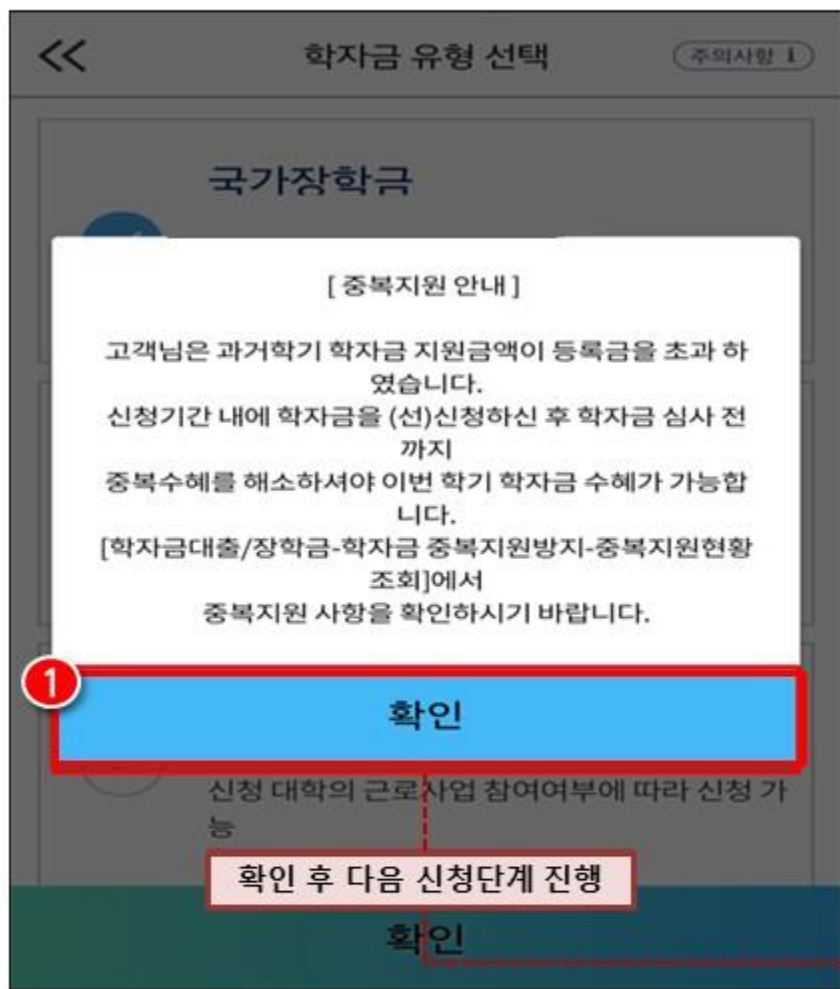 학자금 유형 선택
주의사항 i
국가장학금
[ 중복지원 안내 ]
고객님은 과거학기 학자금 지원금액이 등록금을 초과 하
였습니다.
신청기간 내에 학자금을 (선)신청하신 후 학자금 심사 전
까지
중복수혜를 해소하셔야 이번 학기 학자금 수혜가 가능합
니다.
[학자금대출/장학금-학자금 중복지원방지-중복지원현황
조회]에서
중복지원 사항을 확인하시기 바랍니다.
1
확인
신청 대학의 근로사업 참여여부에 따라 신청 가
능
확인 후 다음 신청단계 진행
확인